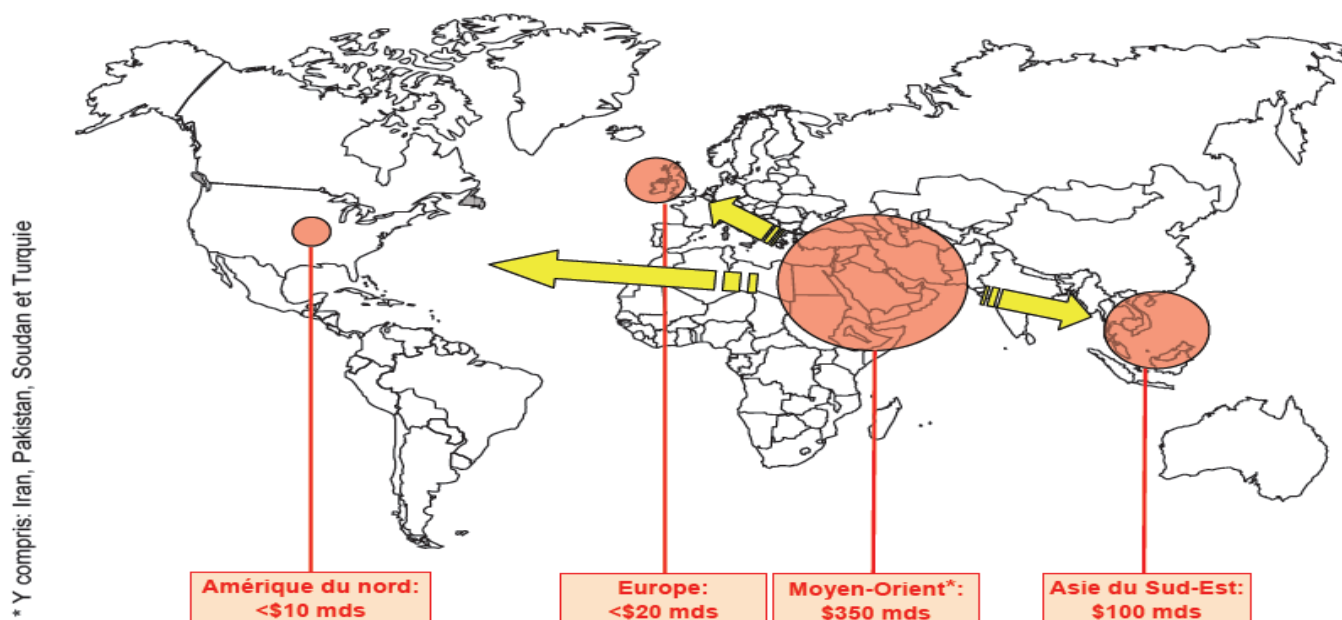 * Y compris: Iran, Pakistan, Soudan et Turquie
Amérique du nord:
<$10 mds
Europe:
<$20 mds
Moyen-Orient*:
$350 mds
Asie du Sud-Est:
$100 mds